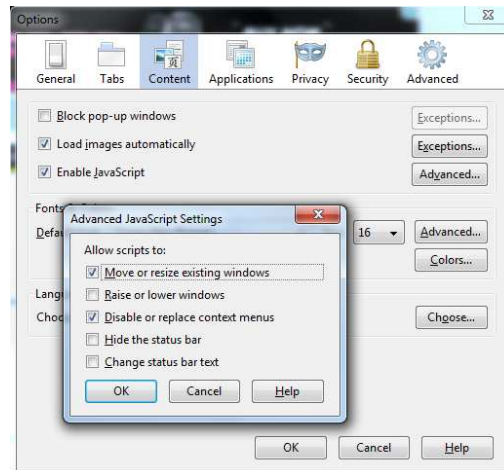 Options
General Tabs Content Applications Privacy Security Advanced
Block pop-up windows Exceptions...
Load images automatically Exceptions...
Enable JavaScript Advanced...
Fonts
Advanced JavaScript Settings
16 Advanced...
Allow scripts to:
Colors...
Move or resize existing windows
Raise or lower windows
Disable or replace context menus Choose...
Hide the status bar
Change status bar text
OK Cancel Help
OK Cancel Help